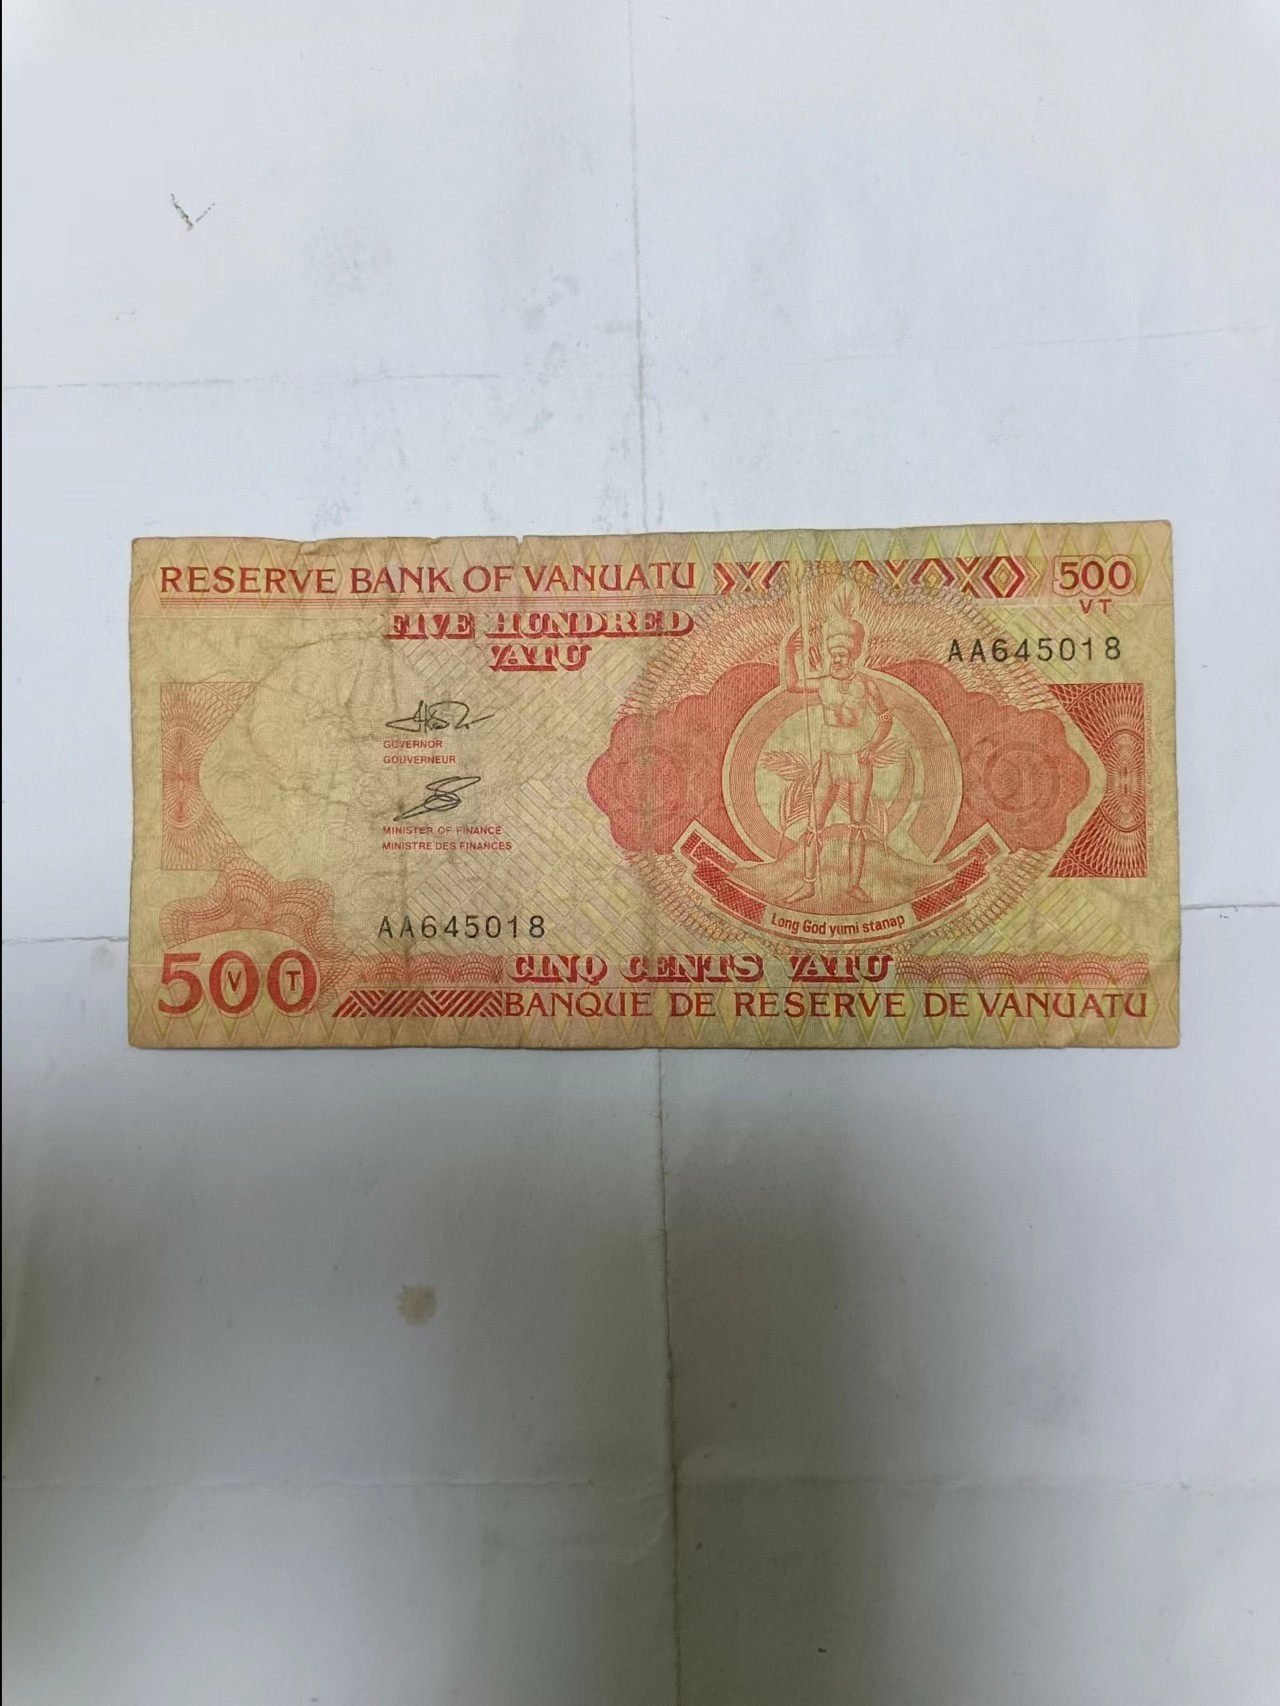 RESERVE BANK OF VANUATU
500
VT
FIVE HUNDRED
VATU
AA645018
GOVERNOR
GOUVERNEUR
MINISTER OF FINANCE
MINISTRE DES FINANCES
AA645018
Long God yumi stanap
500
V T
CINQ CENTS VATU
BANQUE DE RESERVE DE VANUATU